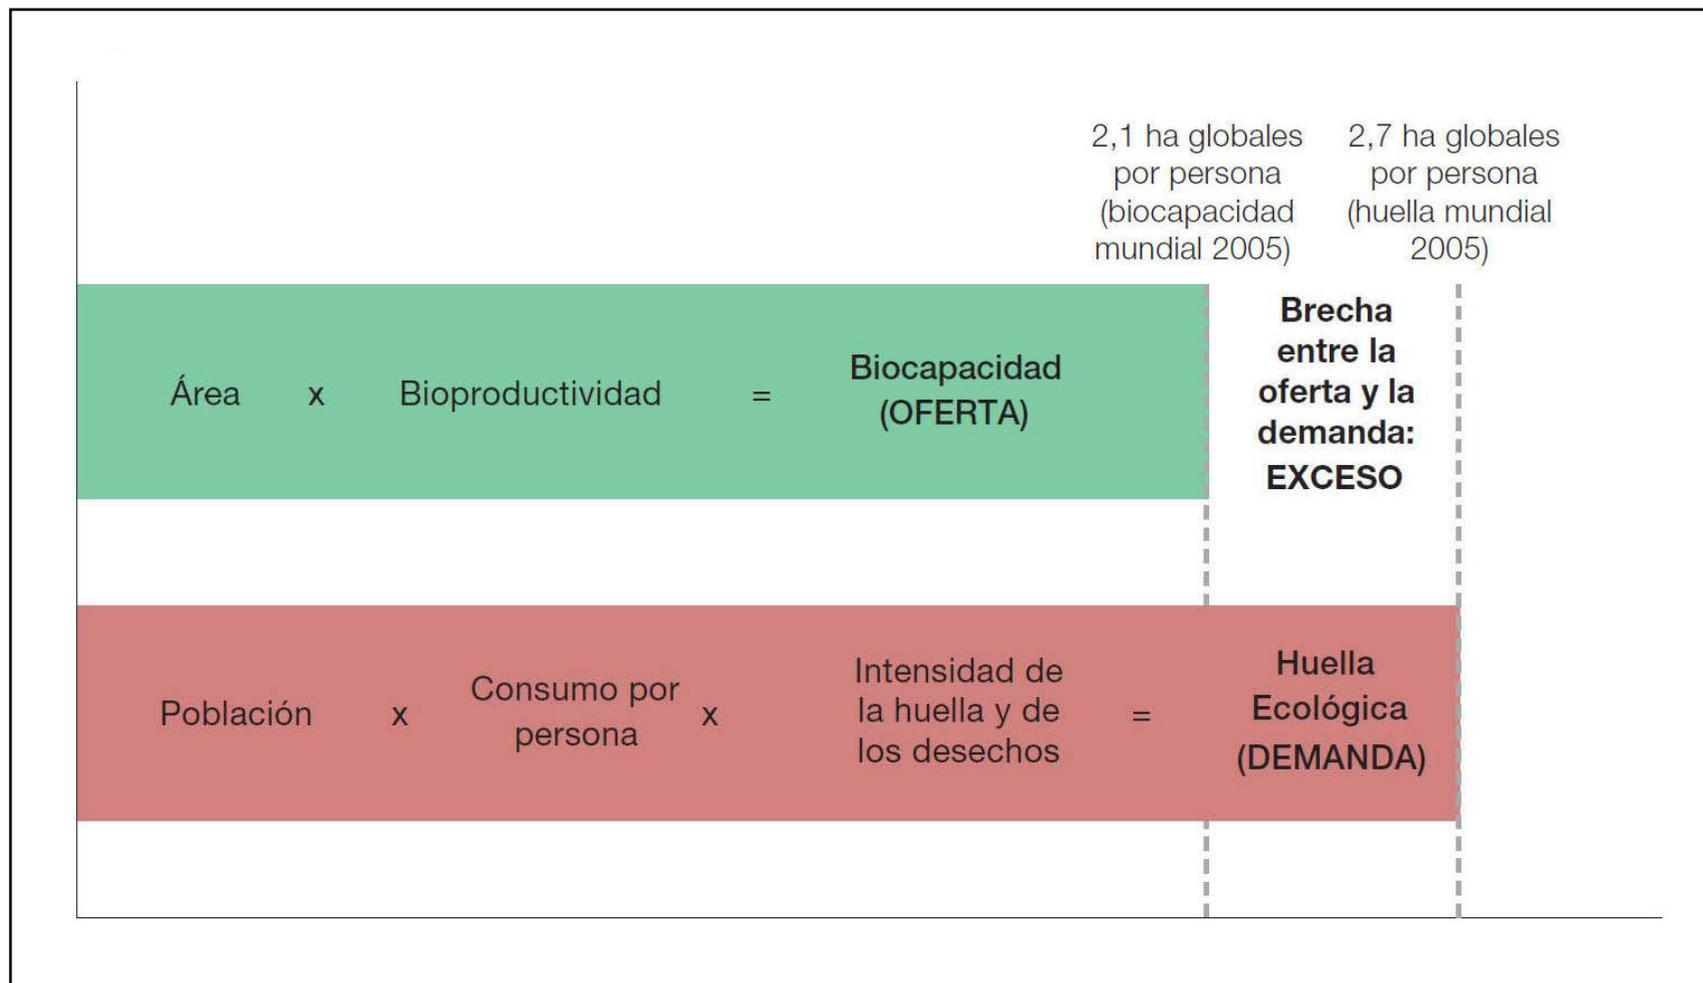 2,1 ha globales
por persona
(biocapacidad
mundial 2005)
2,7 ha globales
por persona
(huella mundial
2005)
Área x Bioproductividad =
Biocapacidad
(OFERTA)
Brecha
entre la
oferta y la
demanda:
EXCESO
Población x
Consumo por
persona
x
Intensidad de
la huella y de
los desechos
=
Huella
Ecológica
(DEMANDA)